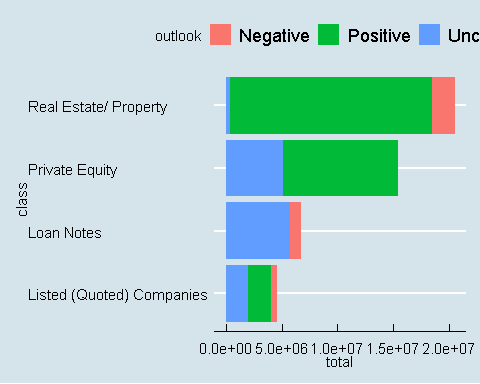 outlook Negative Positive Unc
Real Estate/ Property
Private Equity
Loan Notes
Listed (Quoted) Companies
class
0.0e+00 5.0e+06 1.0e+07 1.5e+07 2.0e+07
total